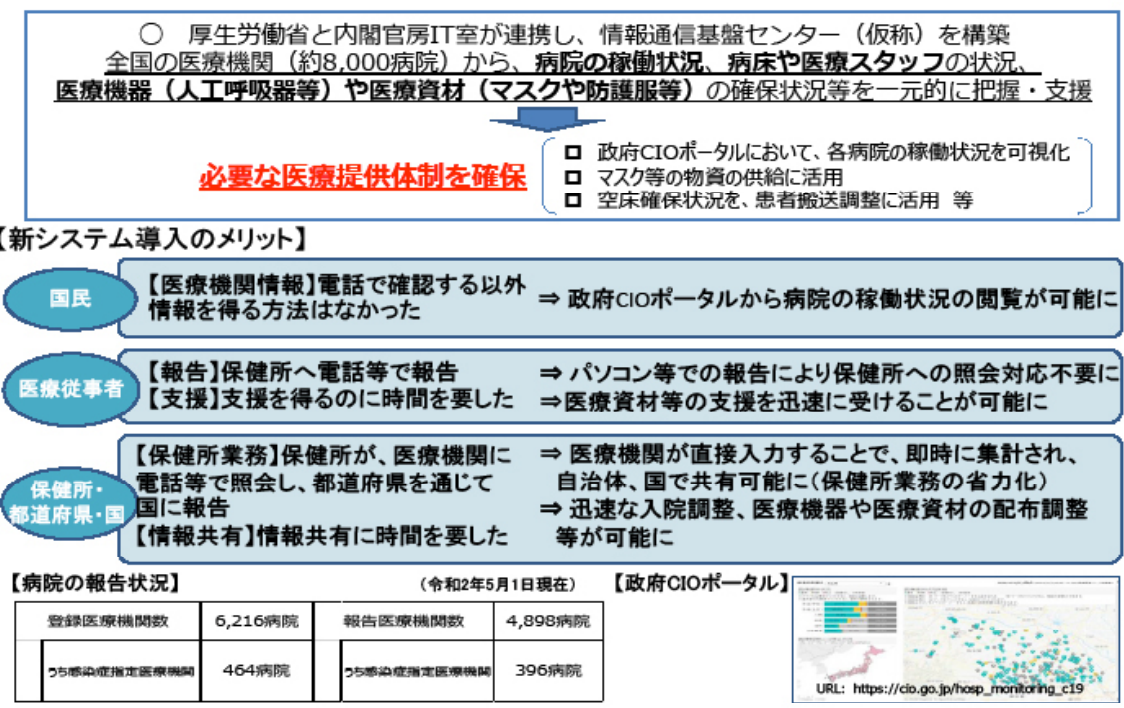 ○ 厚生労働省と内閣官房IT室が連携し、情報通信基盤センター（仮称）を構築
全国の医療機関（約8,000病院）から、病院の稼働状況、病床や医療スタッフの状況、
医療機器（人工呼吸器等）や医療資材（マスクや防護服等）の確保状況等を一元的に把握・支援
必要な医療提供体制を確保
政府CIOポータルにおいて、各病院の稼働状況を可視化
マスク等の物資の供給に活用
空床確保状況を、患者搬送調整に活用 等
【新システム導入のメリット】
国民
【医療機関情報】電話で確認する以外
情報を得る方法はなかった
⇒ 政府CIOポータルから病院の稼働状況の閲覧が可能に
医療従事者
【報告】保健所へ電話等で報告
【支援】支援を得るのに時間を要した
⇒ パソコン等での報告により保健所への照会対応不要に
⇒医療資材等の支援を迅速に受けることが可能に
保健所・
都道府県・国
【保健所業務】保健所が、医療機関に
電話等で照会し、都道府県を通じて
国に報告
【情報共有】情報共有に時間を要した
⇒ 医療機関が直接入力することで、即時に集計され、
自治体、国で共有可能に（保健所業務の省力化）
⇒ 迅速な入院調整、医療機器や医療資材の配布調整
等が可能に
【病院の報告状況】
（令和2年5月1日現在）
登録医療機関数 6,216病院 報告医療機関数 4,898病院
うち感染症指定医療機関 464病院 うち感染症指定医療機関 396病院
【政府CIOポータル】
URL: https://cio.go.jp/hosp_monitoring_c19